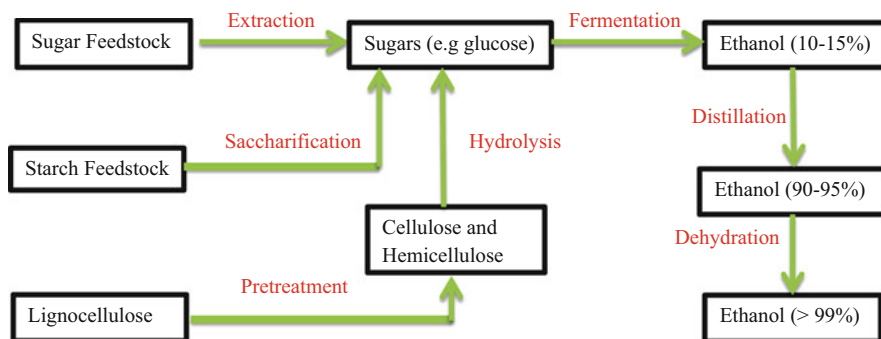 Sugar Feedstock
Extraction
Sugars (e.g glucose)
Fermentation
Ethanol (10-15%)
Saccharification
Hydrolysis
Distillation
Starch Feedstock
Ethanol (90-95%)
Cellulose and
Hemicellulose
Dehydration
Pretreatment
Lignocellulose
Ethanol (> 99%)